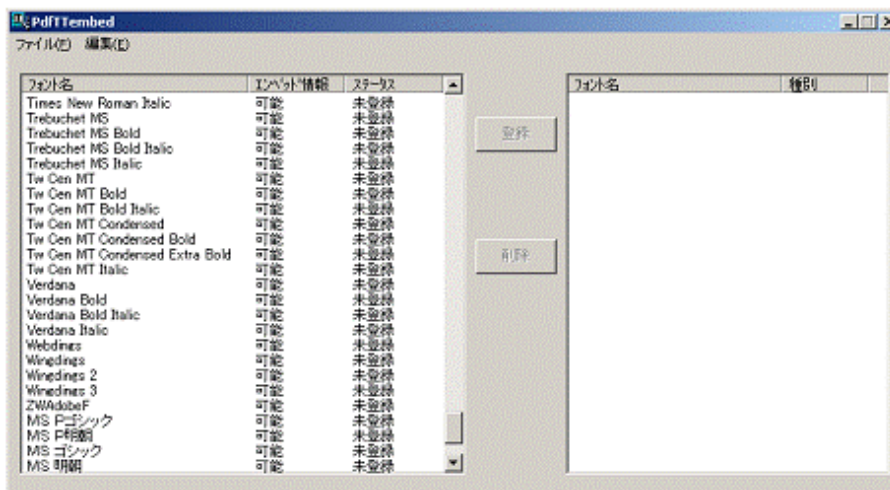 PdfTTembed
ファイル(F) 編集(E)
フォント名 エンベッド情報 ステータス フォント名 種別
Times New Roman Italic 可能 未登録
Trebuchet MS 可能 未登録
Trebuchet MS Bold 可能 未登録
登録
Trebuchet MS Bold Italic 可能 未登録
Trebuchet MS Italic 可能 未登録
Tw Cen MT 可能 未登録
Tw Cen MT Bold 可能 未登録
Tw Cen MT Bold Italic 可能 未登録
Tw Cen MT Condensed 可能 未登録
Tw Cen MT Condensed Bold 可能 未登録
Tw Cen MT Condensed Extra Bold 可能 未登録
削除
Tw Cen MT Italic 可能 未登録
Verdana 可能 未登録
Verdana Bold 可能 未登録
Verdana Bold Italic 可能 未登録
Verdana Italic 可能 未登録
Webdings 可能 未登録
Wingdings 可能 未登録
Wingdings 2 可能 未登録
Wingdings 3 可能 未登録
ZWAdobeF 可能 未登録
MS Pゴシック 可能 未登録
MS P明朝 可能 未登録
MS ゴシック 可能 未登録
MS 明朝 可能 未登録